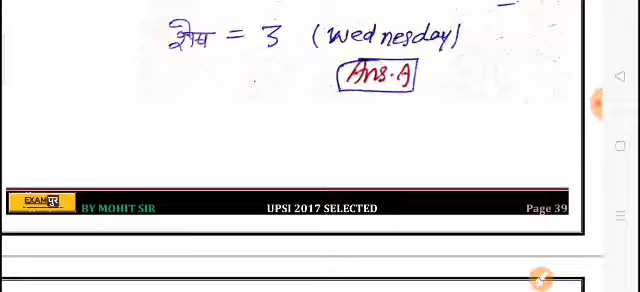 शेष = 3 (Wednesday)
Ans. A
EXAMपुर BY MOHIT SIR UPSI 2017 SELECTED Page 39